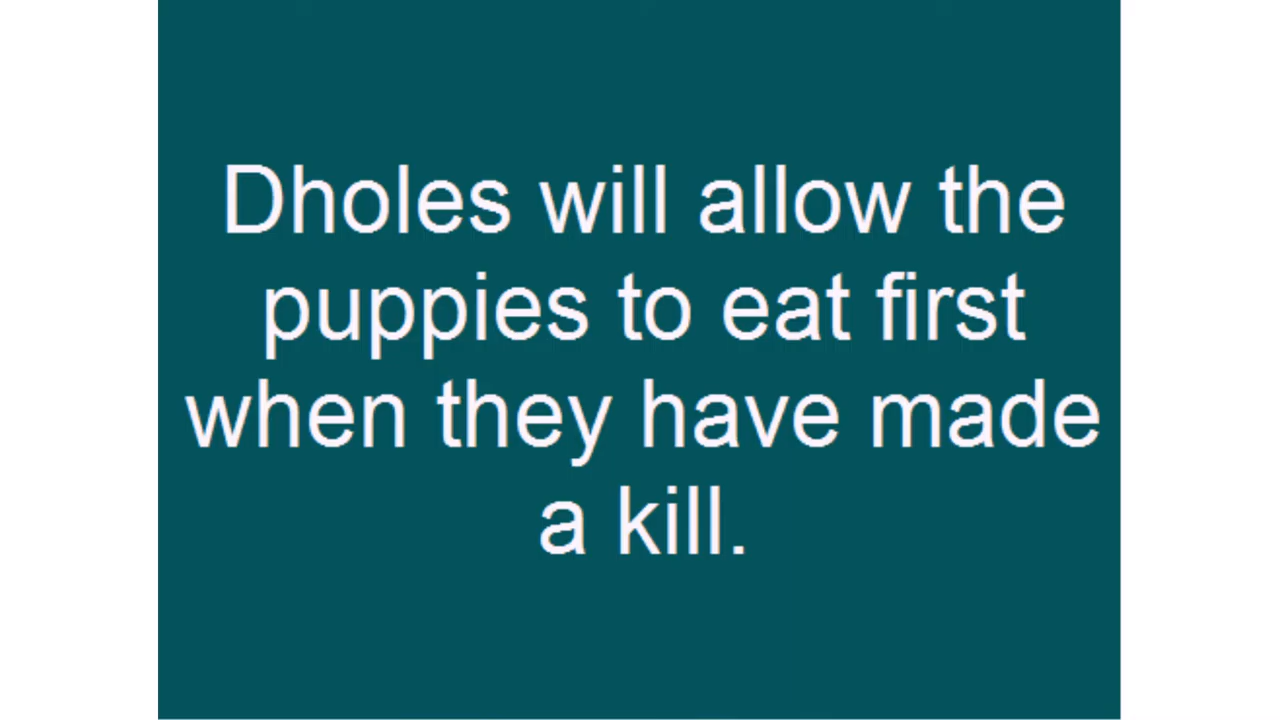 Dholes will allow the
puppies to eat first
when they have made
a kill.